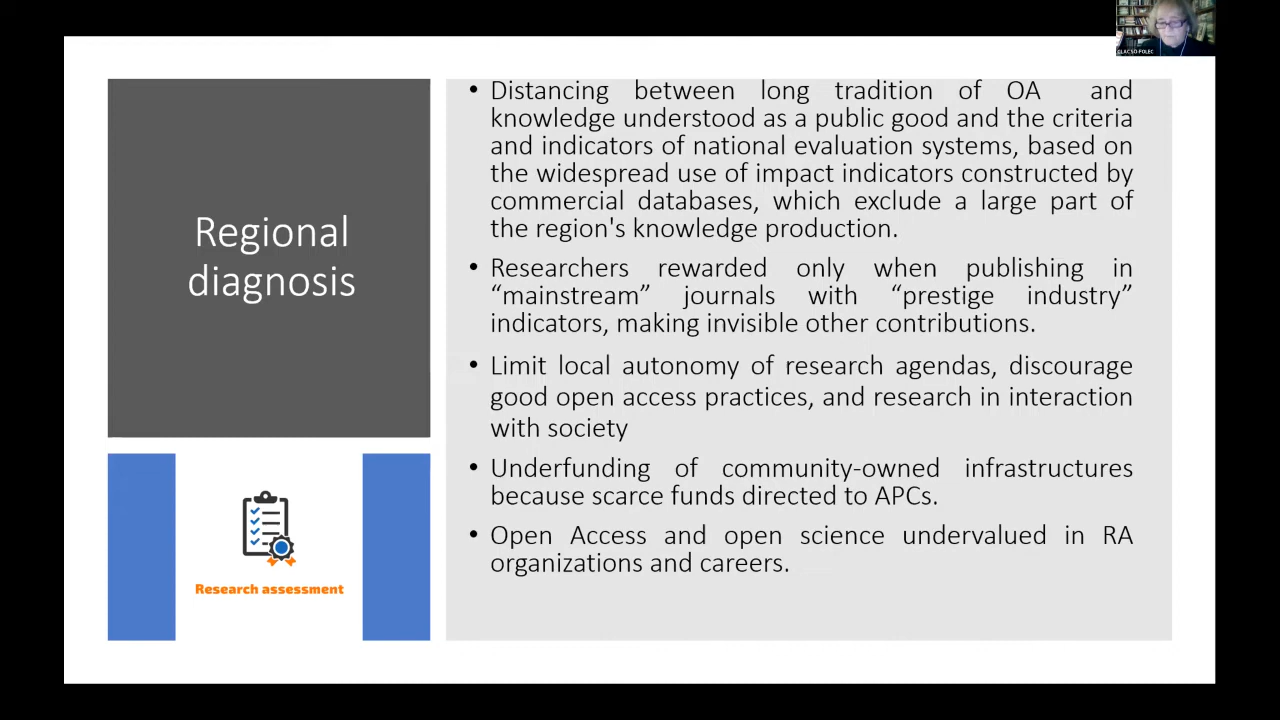 Regional
diagnosis
Research assessment
• Distancing between long tradition of OA and
knowledge understood as a public good and the criteria
and indicators of national evaluation systems, based on
the widespread use of impact indicators constructed by
commercial databases, which exclude a large part of
the region's knowledge production.
• Researchers rewarded only when publishing in
“mainstream” journals with “prestige industry”
indicators, making invisible other contributions.
• Limit local autonomy of research agendas, discourage
good open access practices, and research in interaction
with society
• Underfunding of community-owned infrastructures
because scarce funds directed to APCs.
• Open Access and open science undervalued in RA
organizations and careers.
CLACSO-FOLEC